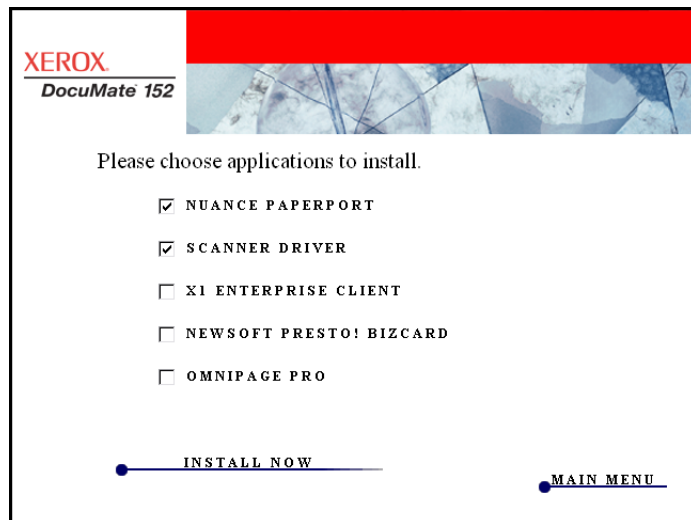 XEROX.
DocuMate 152
Please choose applications to install.
NUANCE PAPERPORT
SCANNER DRIVER
X1 ENTERPRISE CLIENT
NEWSOFT PRESTO! BIZCARD
OMNIPAGE PRO
INSTALL NOW
MAIN MENU